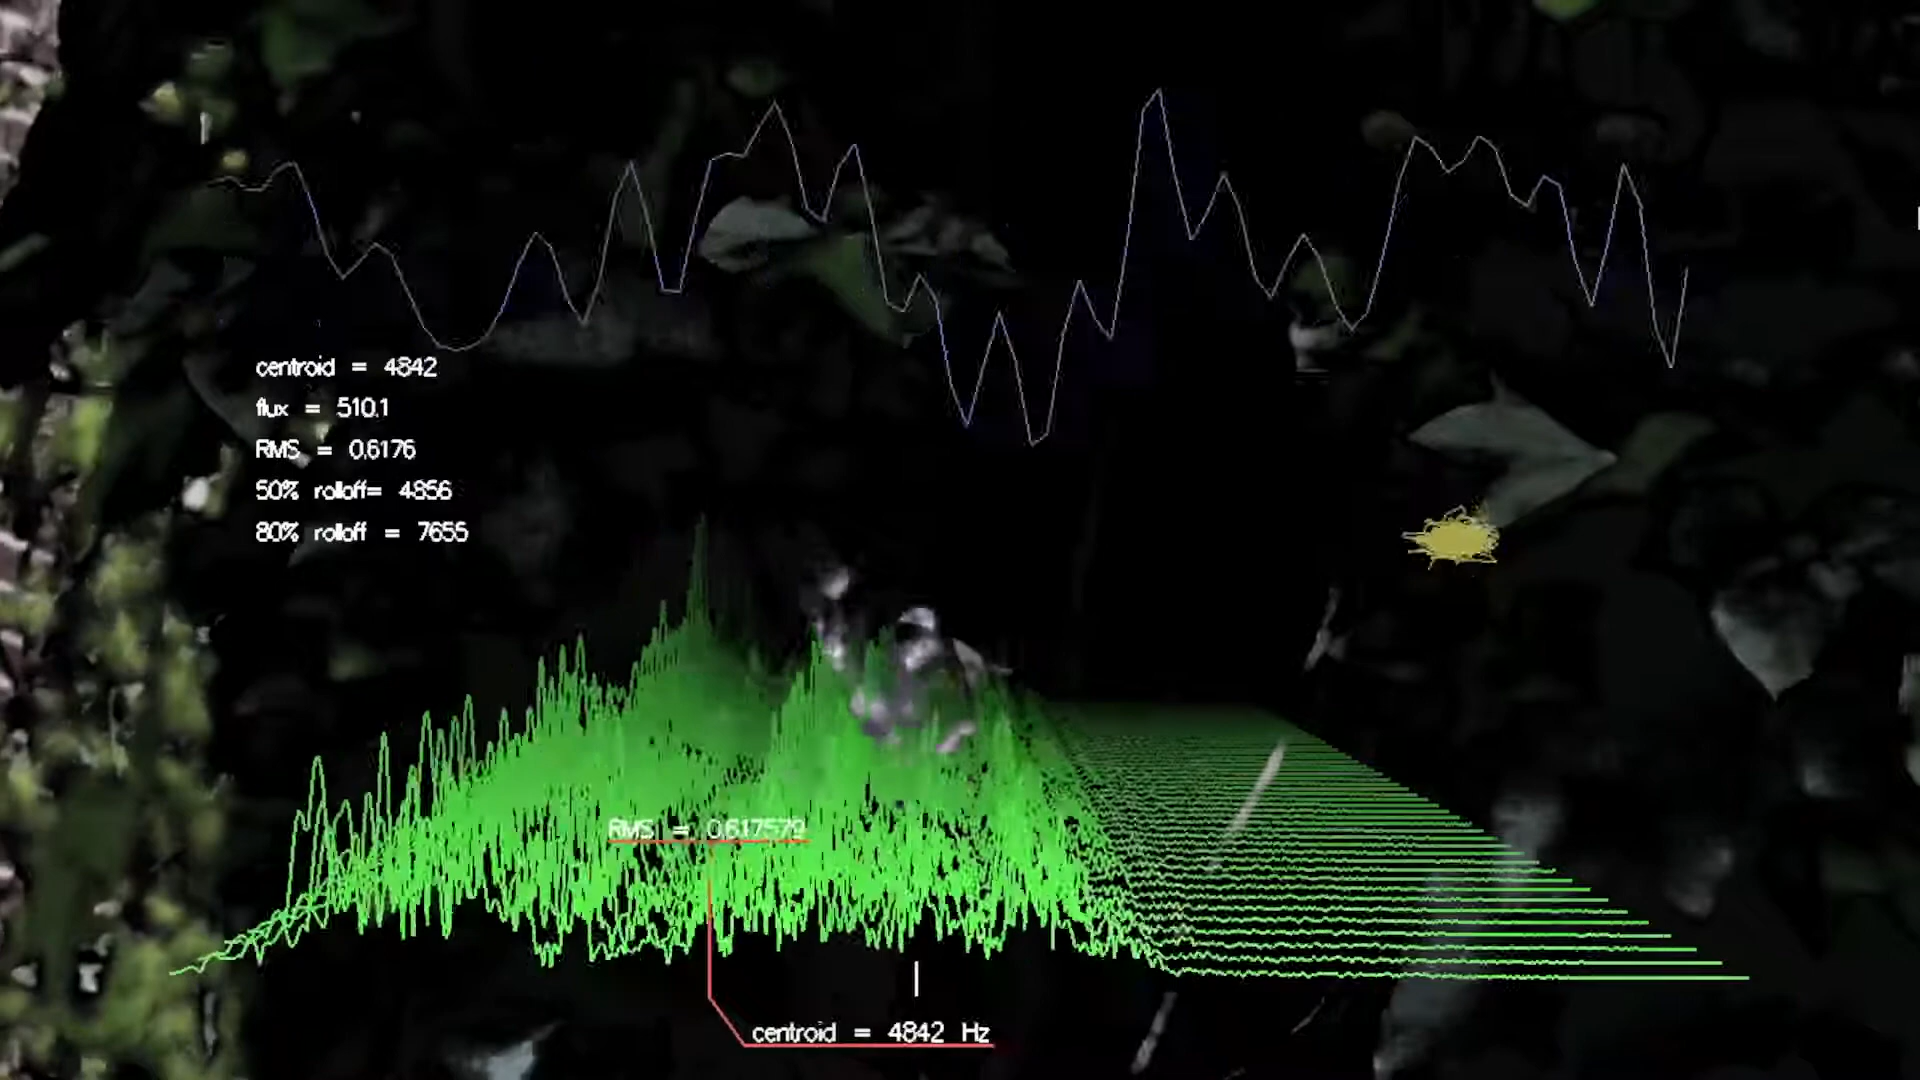 centroid = 4842
flux = 510.1
RMS = 0.6176
50% rolloff= 4856
80% rolloff = 7655
RMS = 0.617579
centroid = 4842 Hz